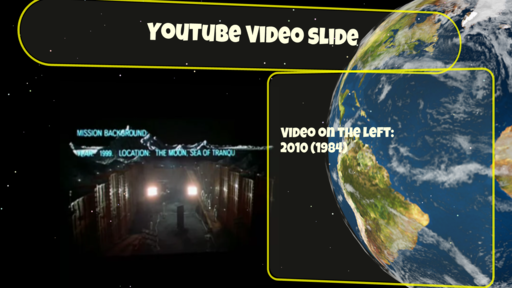 YouTube Video Slide
MISSION BACKGROUND
1999 LOCATION: THE MOON, SEA OF TRANQU
Video on the left:
2010 (1984)